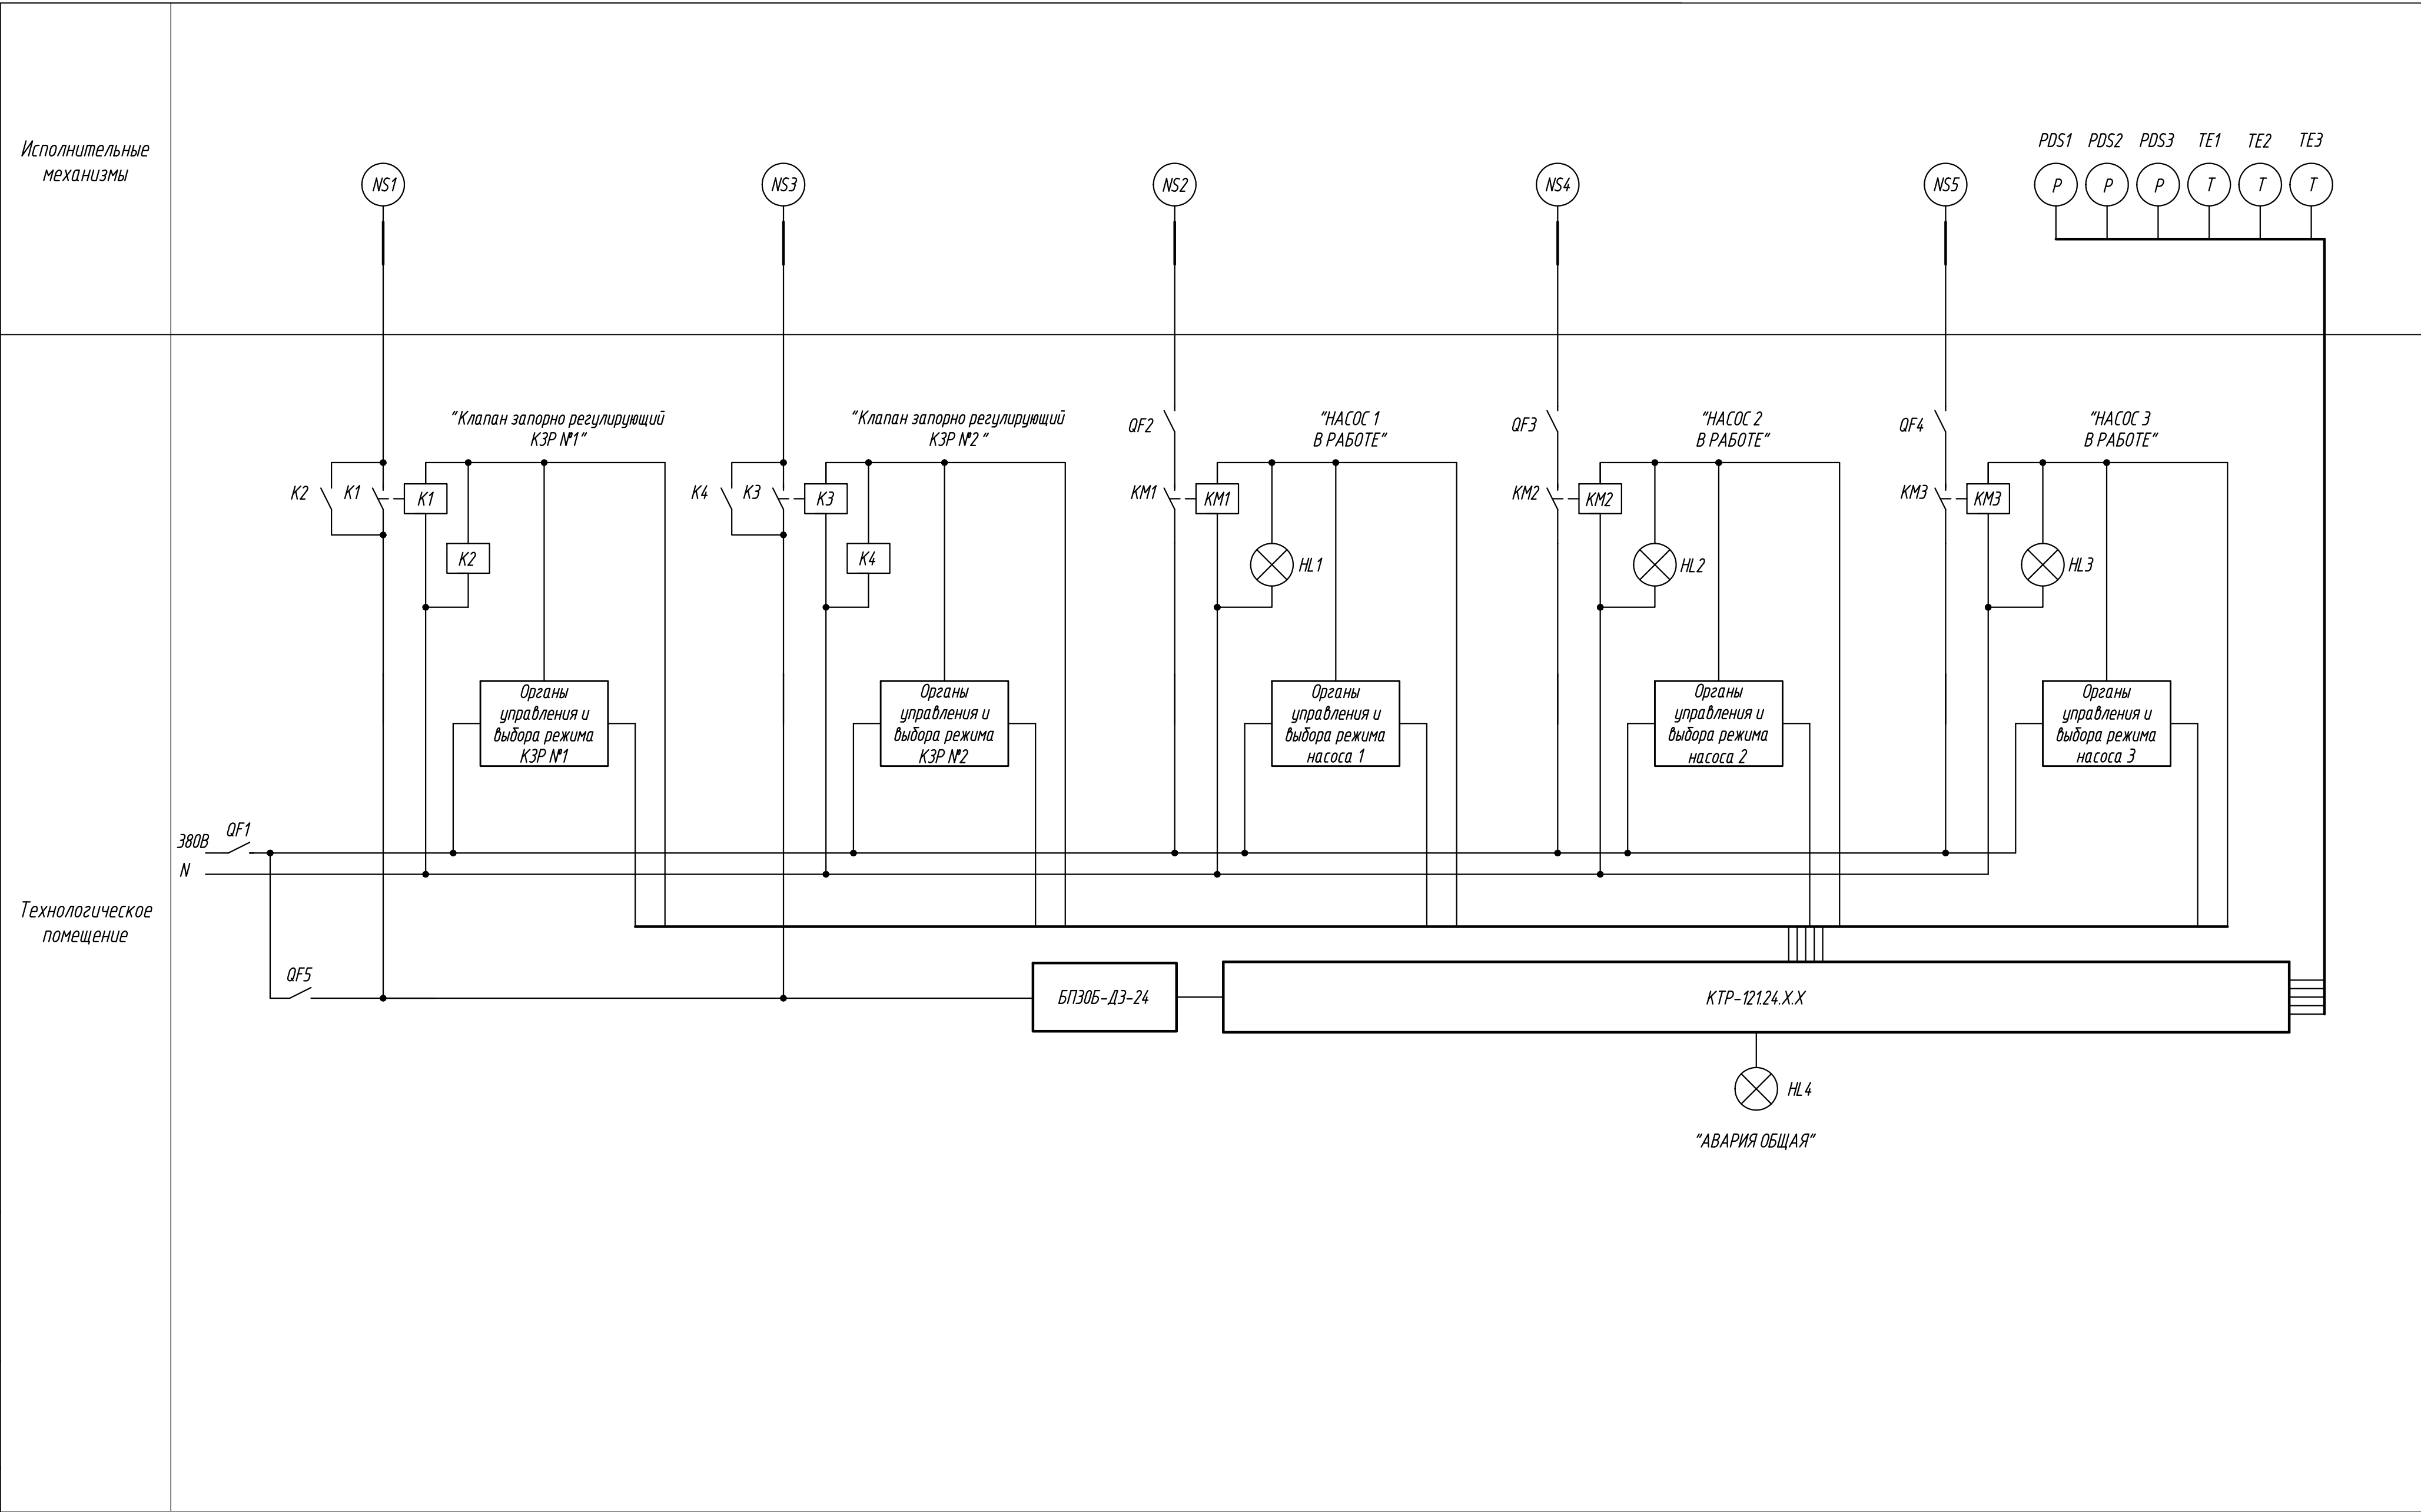 Исполнительные
механизмы
NS1
NS3
NS2
NS4
NS5
PDS1 PDS2 PDS3 TE1 TE2 TE3
P P P T T T
"Клапан запорно регулирующий
КЗР №1"
"Клапан запорно регулирующий
КЗР №2 "
QF2
"НАСОС 1
В РАБОТЕ"
QF3
"НАСОС 2
В РАБОТЕ"
QF4
"НАСОС 3
В РАБОТЕ"
K2
K1
K1
K2
K4
K3
K3
K4
KM1
KM1
HL1
KM2
KM2
HL2
KM3
KM3
HL3
Органы
управления и
выбора режима
КЗР №1
Органы
управления и
выбора режима
КЗР №2
Органы
управления и
выбора режима
насоса 1
Органы
управления и
выбора режима
насоса 2
Органы
управления и
выбора режима
насоса 3
380В
QF1
N
Технологическое
помещение
QF5
БП30Б-Д3-24
КТР-121.24.X.X
HL4
"АВАРИЯ ОБЩАЯ"